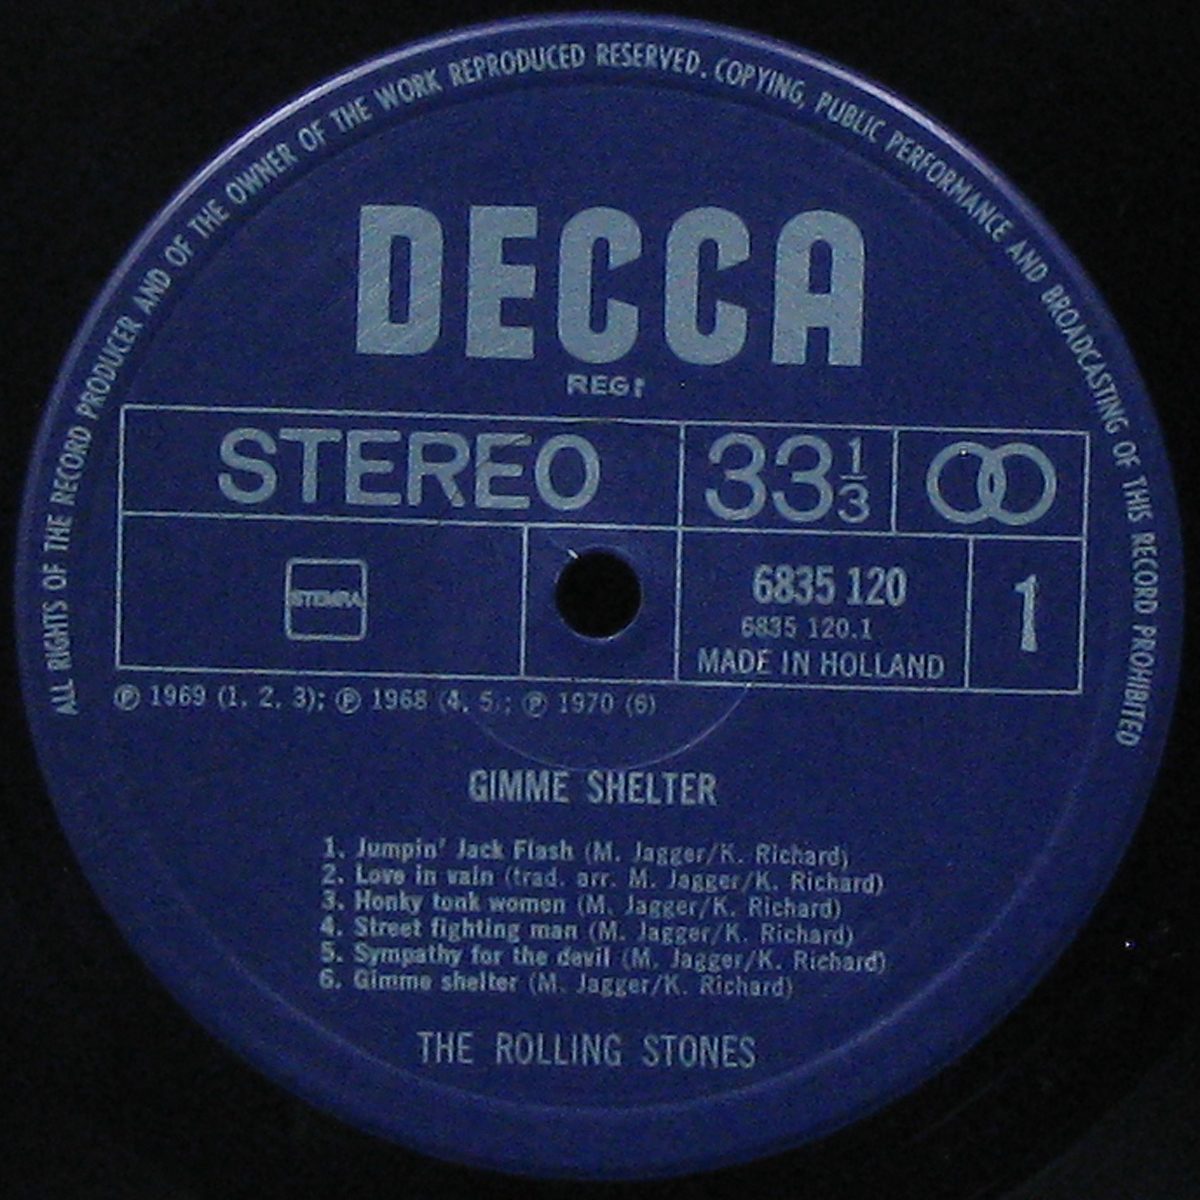 ALL RIGHTS OF THE RECORD PRODUCER AND OF THE OWNER OF THE WORK REPRODUCED RESERVED. COPYING, PUBLIC PERFORMANCE AND BROADCASTING OF THIS RECORD PROHIBITED
DECCA
REGD
STEREO 33 1/3
STEMRA
6835 120
6835 120.1
MADE IN HOLLAND
1
℗ 1969 (1, 2, 3); ℗ 1968 (4, 5); ℗ 1970 (6)
GIMME SHELTER
1. Jumpin' Jack Flash (M. Jagger/K. Richard)
2. Love in vain (trad. arr. M. Jagger/K. Richard)
3. Honky tonk women (M. Jagger/K. Richard)
4. Street fighting man (M. Jagger/K. Richard)
5. Sympathy for the devil (M. Jagger/K. Richard)
6. Gimme shelter (M. Jagger/K. Richard)
THE ROLLING STONES